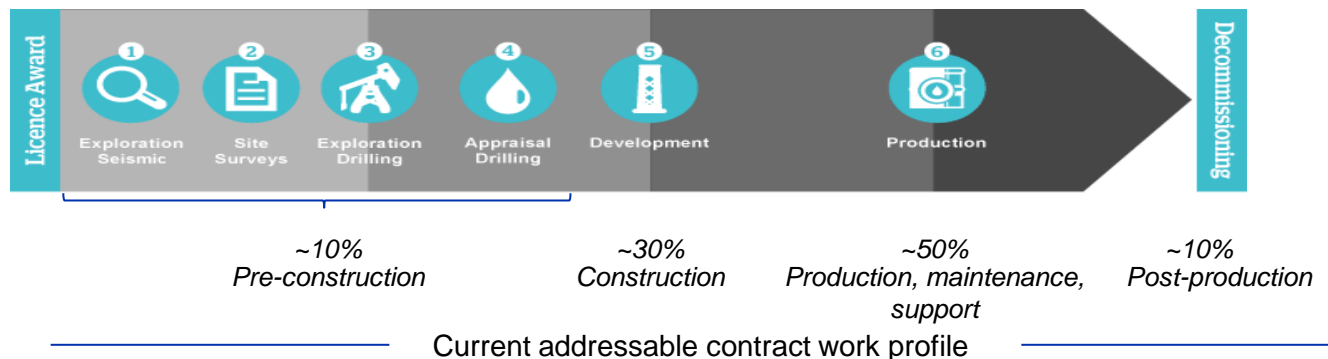 Licence Award
1
2
3
4
5
6
Exploration
Seismic
Site
Surveys
Exploration
Drilling
Appraisal
Drilling
Development
Production
Decommissioning
~10%
Pre-construction
~30%
Construction
~50%
Production, maintenance,
support
~10%
Post-production
Current addressable contract work profile